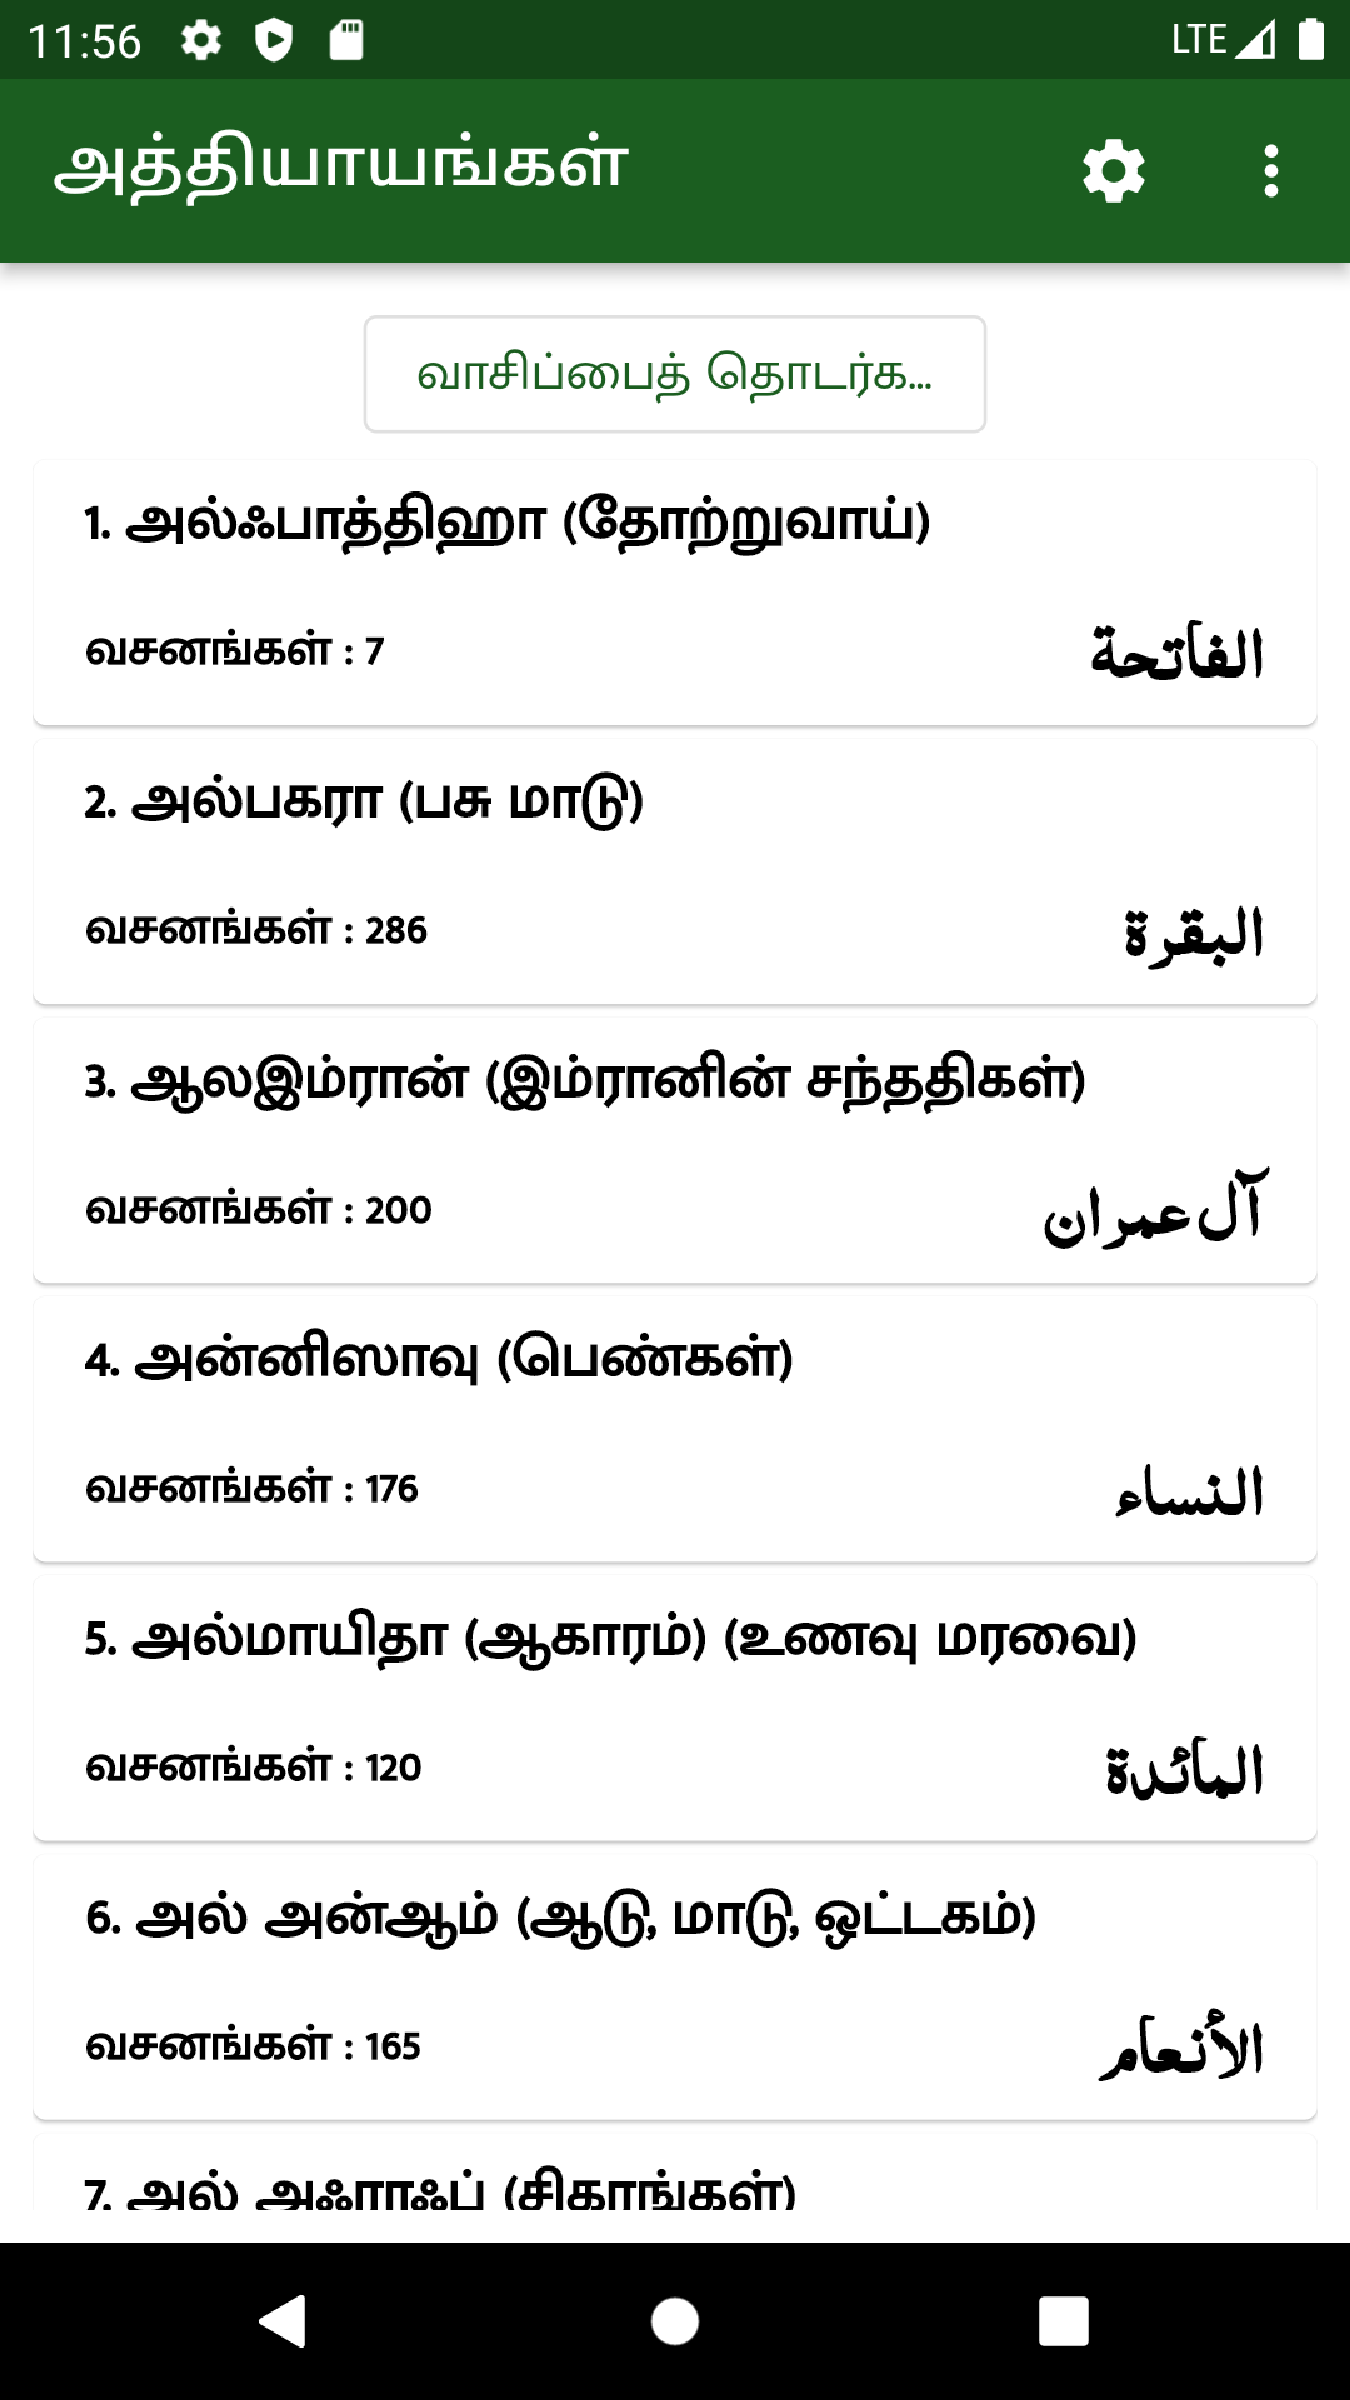 11:56 LTE
அத்தியாயங்கள்
வாசிப்பைத் தொடர்க...
1. அல்ஃபாத்திஹா (தோற்றுவாய்)
வசனங்கள் : 7 الفاتحة
2. அல்பகரா (பசு மாடு)
வசனங்கள் : 286 البقرة
3. ஆலஇம்ரான் (இம்ரானின் சந்ததிகள்)
வசனங்கள் : 200 آل عمران
4. அன்னிஸாவு (பெண்கள்)
வசனங்கள் : 176 النساء
5. அல்மாயிதா (ஆகாரம்) (உணவு மரவை)
வசனங்கள் : 120 المائدة
6. அல் அன்ஆம் (ஆடு, மாடு, ஒட்டகம்)
வசனங்கள் : 165 الأنعام
7. அல் அஃராஃப் (சிகரங்கள்)